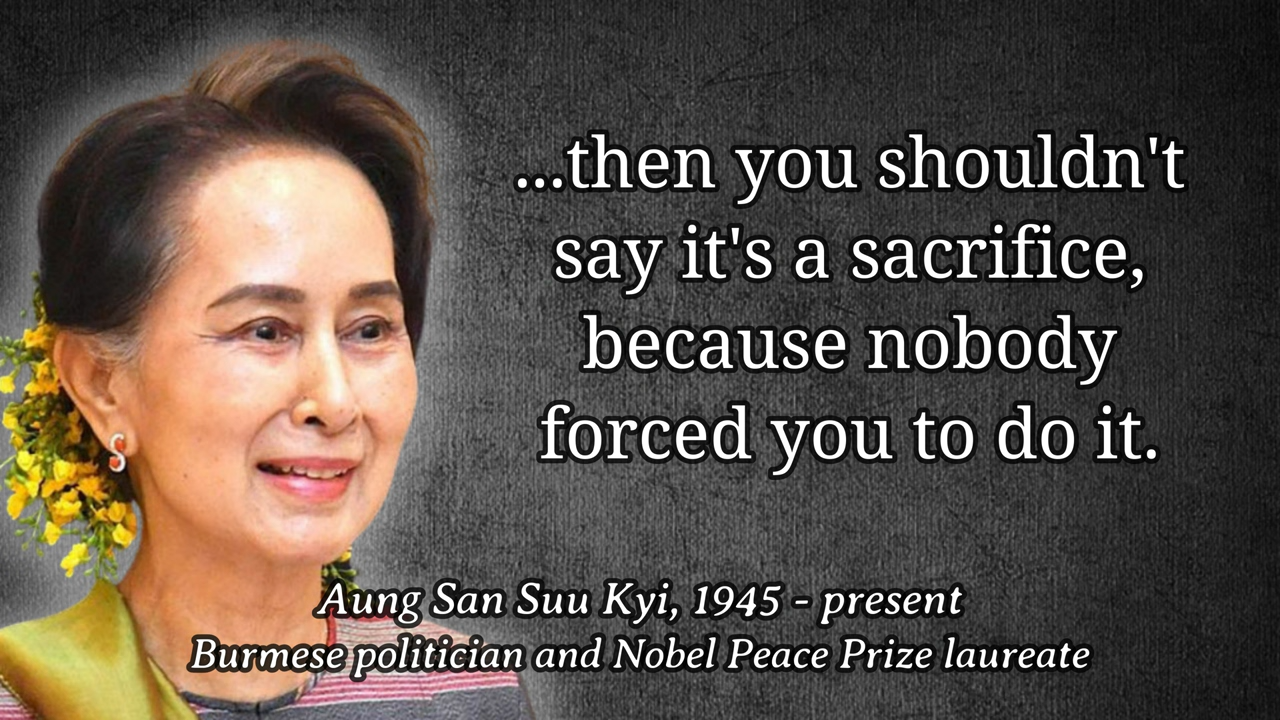 ...then you shouldn't
say it's a sacrifice,
because nobody
forced you to do it.
Aung San Suu Kyi, 1945 - present
Burmese politician and Nobel Peace Prize laureate